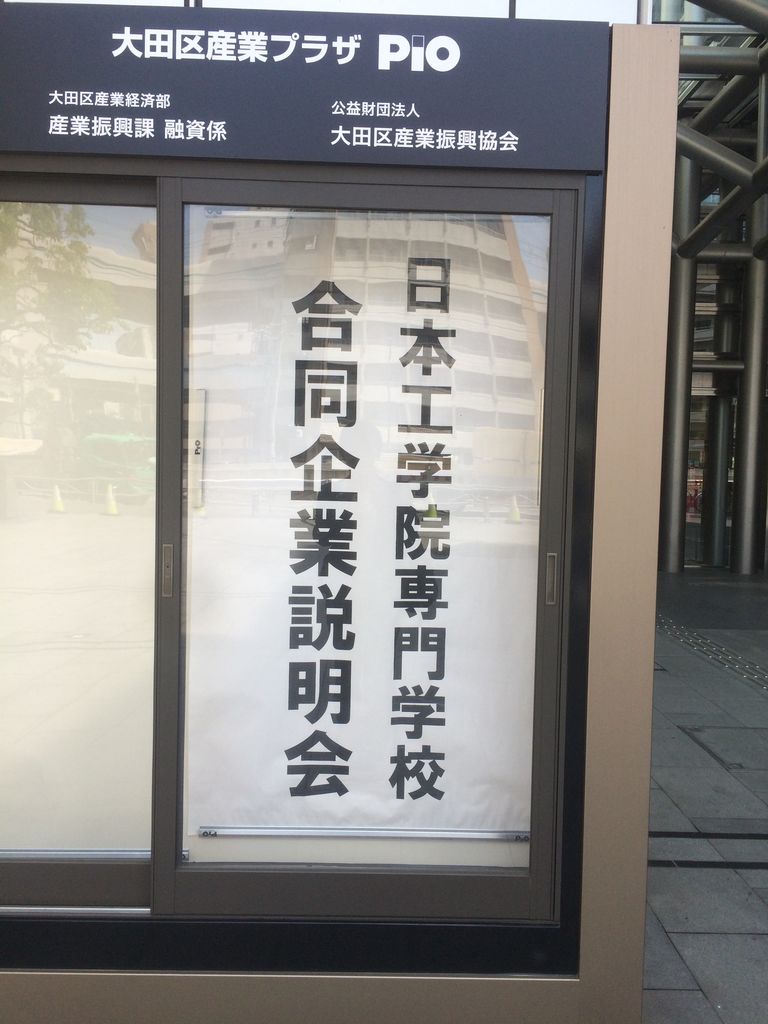 大田区産業プラザ PiO
大田区産業経済部
産業振興課 融資係
公益財団法人
大田区産業振興協会
日本工学院専門学校
合同企業説明会